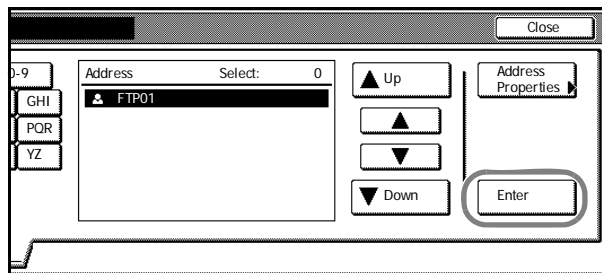 Close
0-9
GHI
PQR
YZ
Address Select: 0
FTP01
Up
Down
Address
Properties
Enter